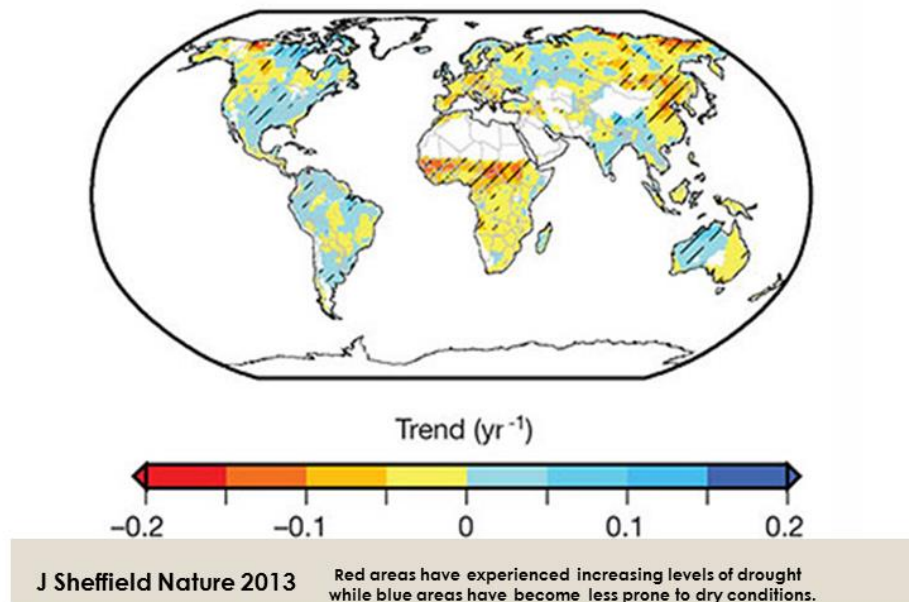 Trend (yr⁻¹)
−0.2 −0.1 0 0.1 0.2
J Sheffield Nature 2013
Red areas have experienced increasing levels of drought
while blue areas have become less prone to dry conditions.